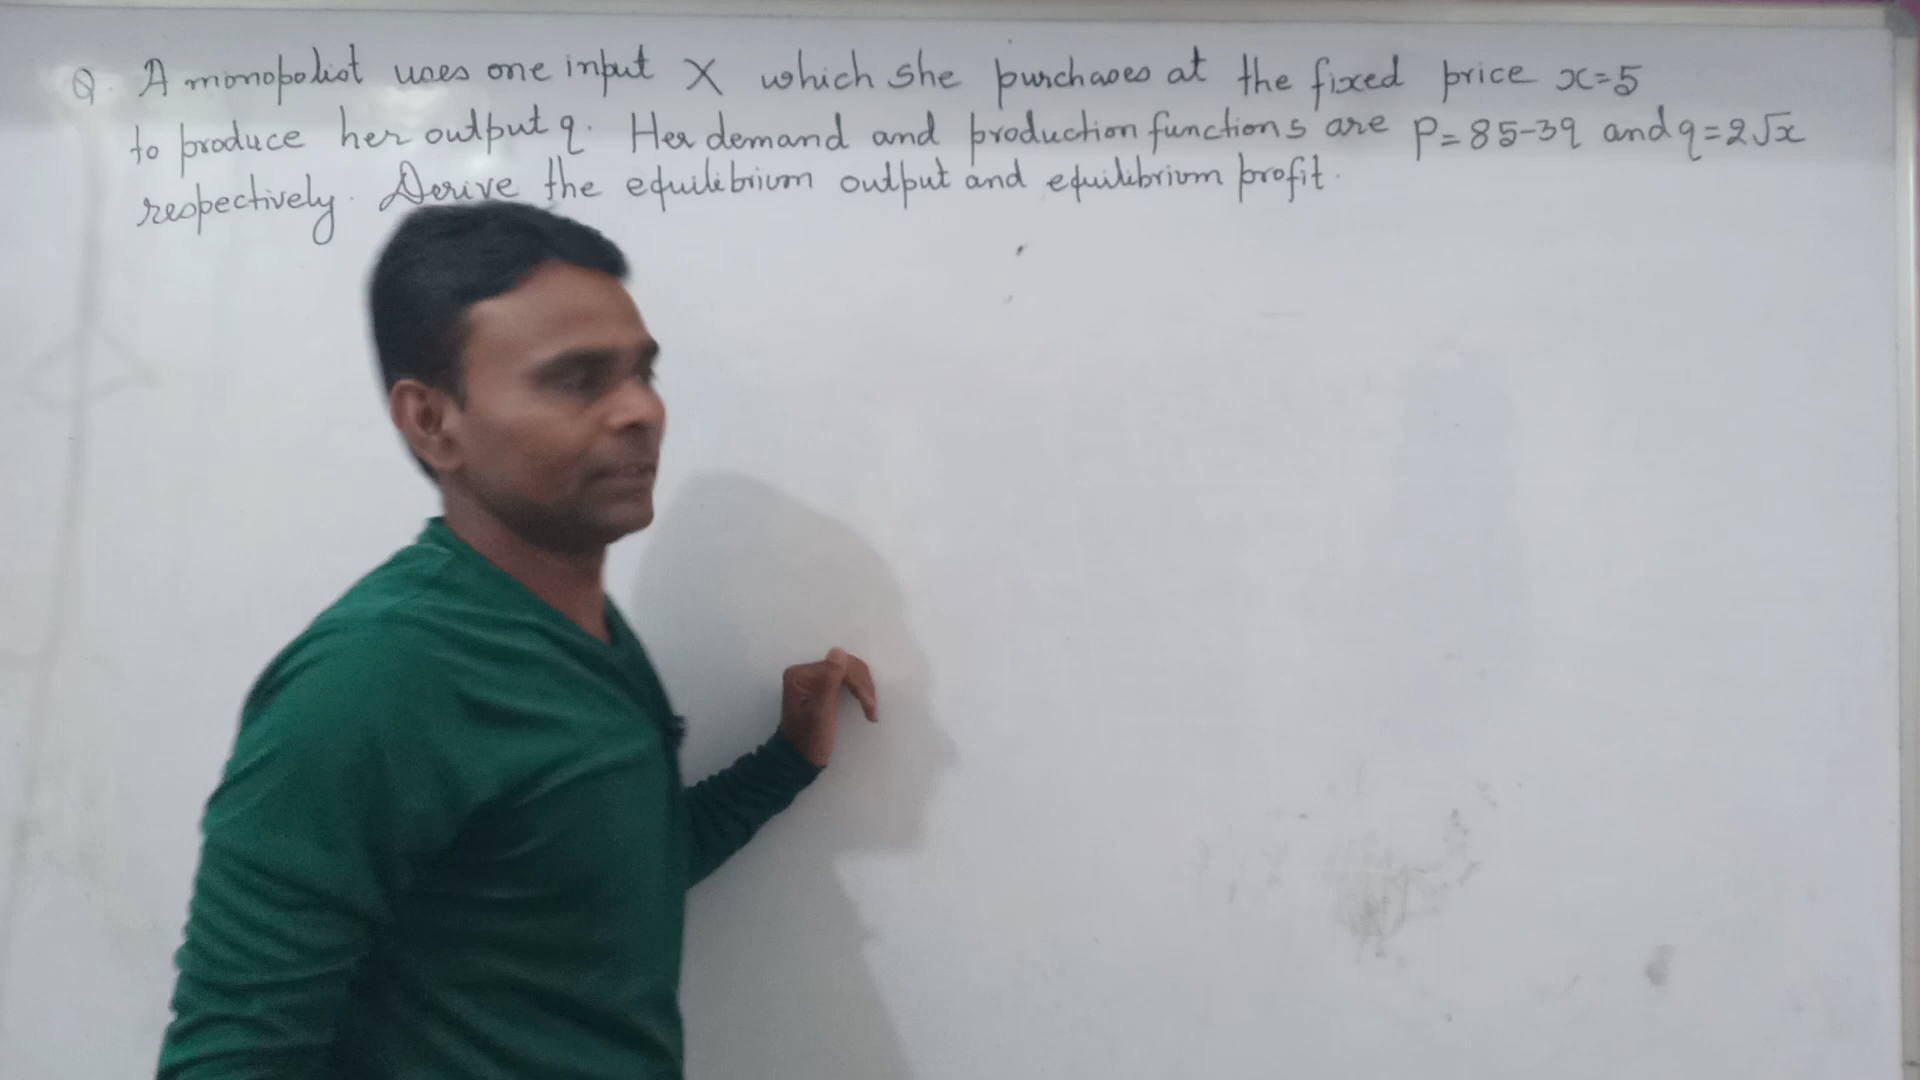 Q. A monopolist uses one input X which she purchases at the fixed price x=5
to produce her output q. Her demand and production functions are P=85-3q and q=2√x
respectively. Derive the equilibrium output and equilibrium profit.